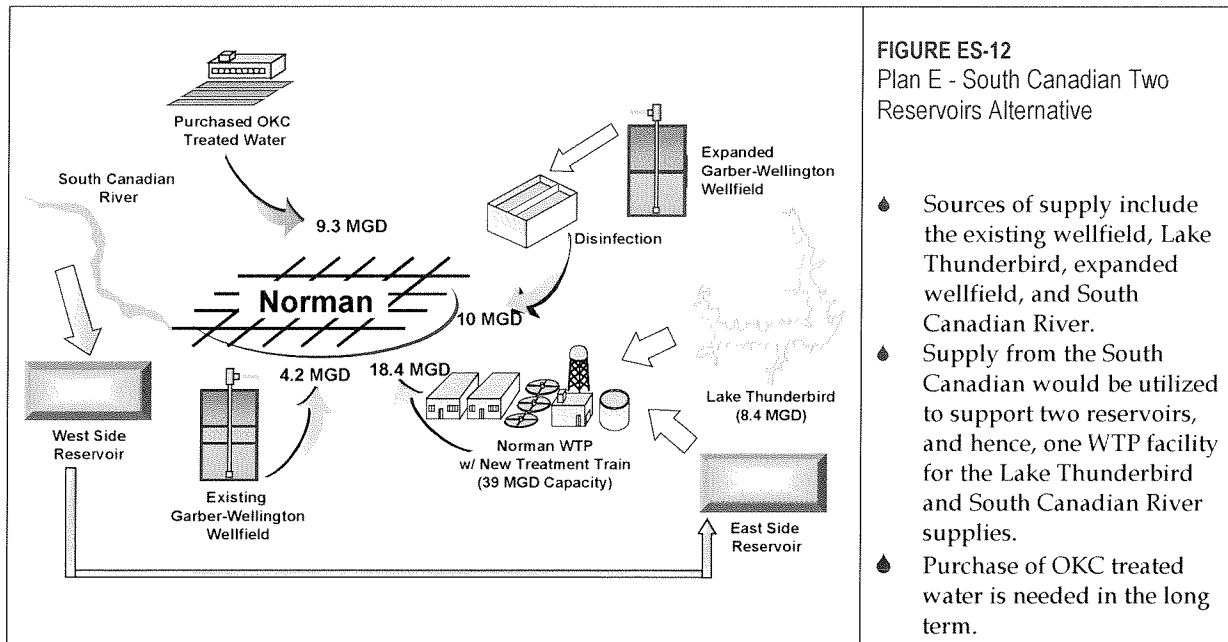 Purchased OKC
Treated Water
South Canadian
River
9.3 MGD
Expanded
Garber-Wellington
Wellfield
Disinfection
Norman
10 MGD
4.2 MGD
18.4 MGD
West Side
Reservoir
Existing
Garber-Wellington
Wellfield
Norman WTP
w/ New Treatment Train
(39 MGD Capacity)
Lake Thunderbird
(8.4 MGD)
East Side
Reservoir
FIGURE ES-12
Plan E - South Canadian Two
Reservoirs Alternative
Sources of supply include
the existing wellfield, Lake
Thunderbird, expanded
wellfield, and South
Canadian River.
Supply from the South
Canadian would be utilized
to support two reservoirs,
and hence, one WTP facility
for the Lake Thunderbird
and South Canadian River
supplies.
Purchase of OKC treated
water is needed in the long
term.